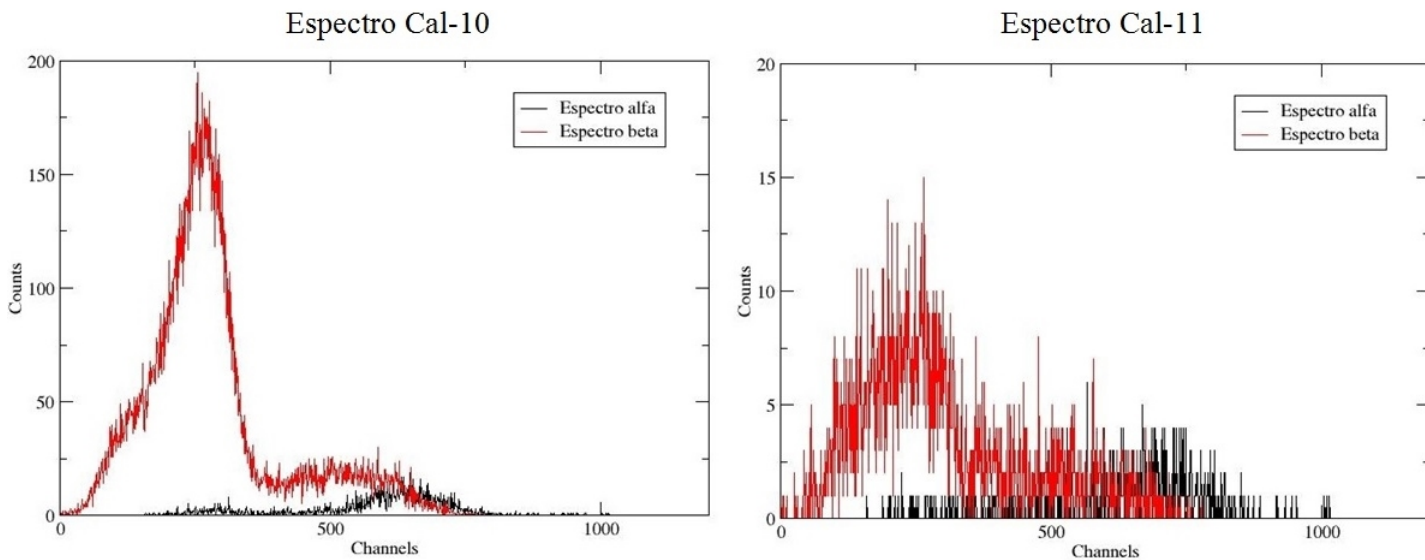 Espectro Cal-10
200
150
100
50
0
Counts
Espectro alfa
Espectro beta
0
500
1000
Channels
Espectro Cal-11
20
15
10
5
0
Counts
Espectro alfa
Espectro beta
0
500
1000
Channels